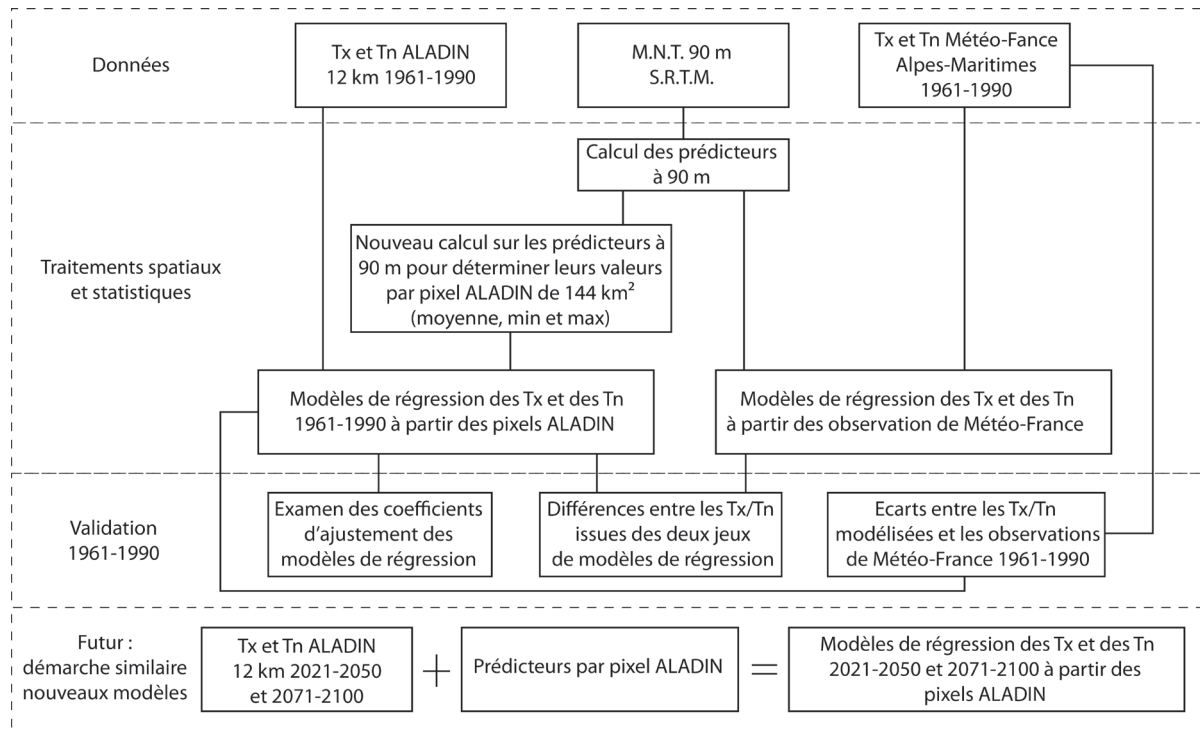 Données
Tx et Tn ALADIN
12 km 1961-1990
M.N.T. 90 m
S.R.T.M.
Tx et Tn Météo-Fance
Alpes-Maritimes
1961-1990
Traitements spatiaux
et statistiques
Calcul des prédicteurs
à 90 m
Nouveau calcul sur les prédicteurs à
90 m pour déterminer leurs valeurs
par pixel ALADIN de 144 km²
(moyenne, min et max)
Modèles de régression des Tx et des Tn
1961-1990 à partir des pixels ALADIN
Modèles de régression des Tx et des Tn
à partir des observation de Météo-France
Validation
1961-1990
Examen des coefficients
d’ajustement des
modèles de régression
Différences entre les Tx/Tn
issues des deux jeux
de modèles de régression
Ecarts entre les Tx/Tn
modélisées et les observations
de Météo-France 1961-1990
Futur :
démarche similaire
nouveaux modèles
Tx et Tn ALADIN
12 km 2021-2050
et 2071-2100
+
Prédicteurs par pixel ALADIN
=
Modèles de régression des Tx et des Tn
2021-2050 et 2071-2100 à partir des
pixels ALADIN